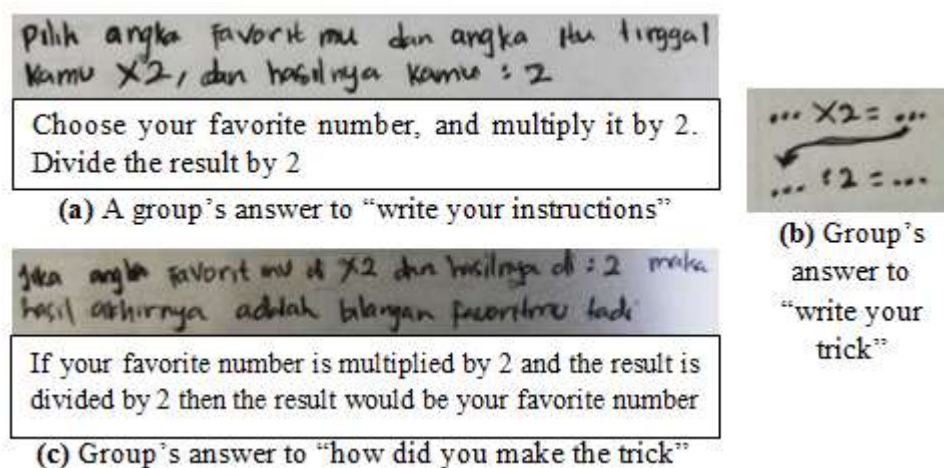 Pilih angka Favorit mu dan angka itu tinggal
kamu X2, dan hasilnya kamu : 2
Choose your favorite number, and multiply it by 2.
Divide the result by 2
(a) A group's answer to “write your instructions”
... X2 = ...
... : 2 = ...
(b) Group's
answer to
“write your
trick”
Jika angka Favorit mu di X2 dan hasilnya di : 2 maka
hasil akhirnya adalah bilangan favoritmu tadi
If your favorite number is multiplied by 2 and the result is
divided by 2 then the result would be your favorite number
(c) Group's answer to “how did you make the trick”